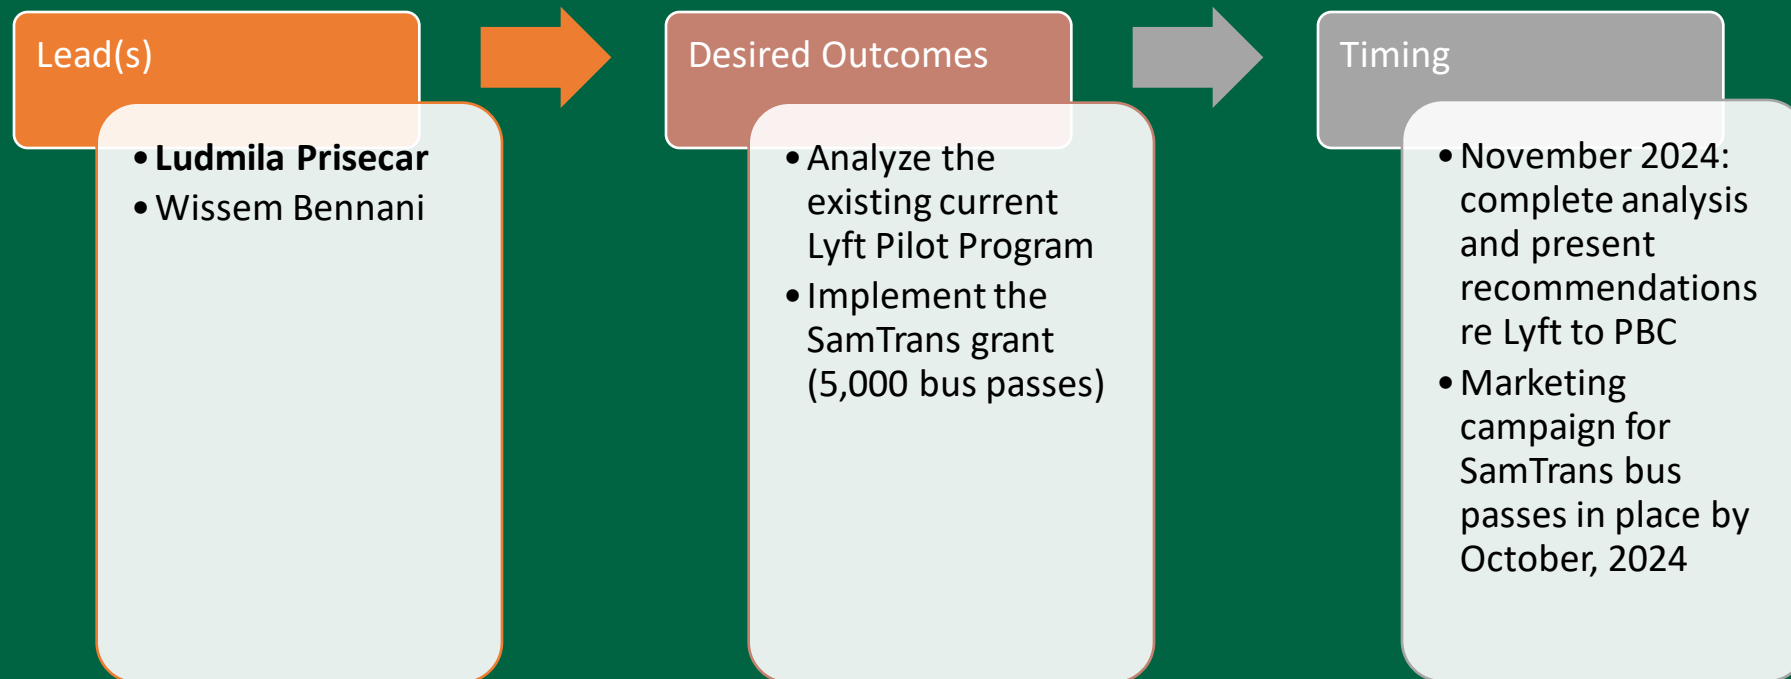 Lead(s)
• Ludmila Prisecar
• Wissem Bennani
Desired Outcomes
• Analyze the
existing current
Lyft Pilot Program
• Implement the
SamTrans grant
(5,000 bus passes)
Timing
• November 2024:
complete analysis
and present
recommendations
re Lyft to PBC
• Marketing
campaign for
SamTrans bus
passes in place by
October, 2024